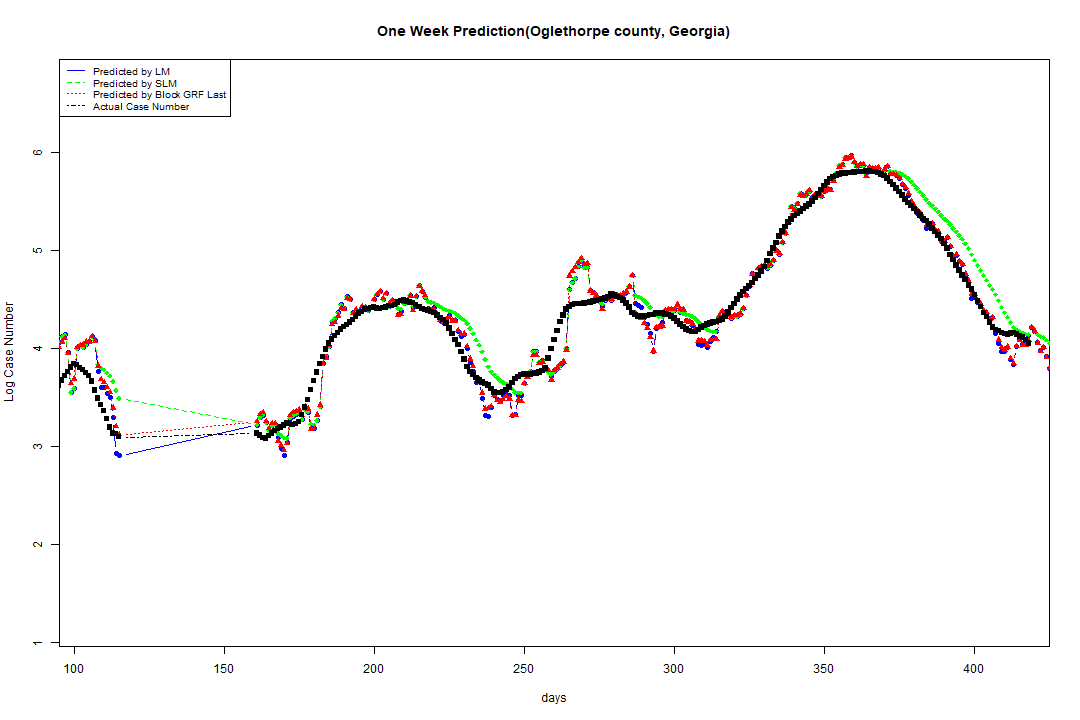 One Week Prediction(Oglethorpe county, Georgia)
Predicted by LM
Predicted by SLM
Predicted by Block GRF Last
Actual Case Number
Log Case Number
6
5
4
3
2
1
100 150 200 250 300 350 400
days